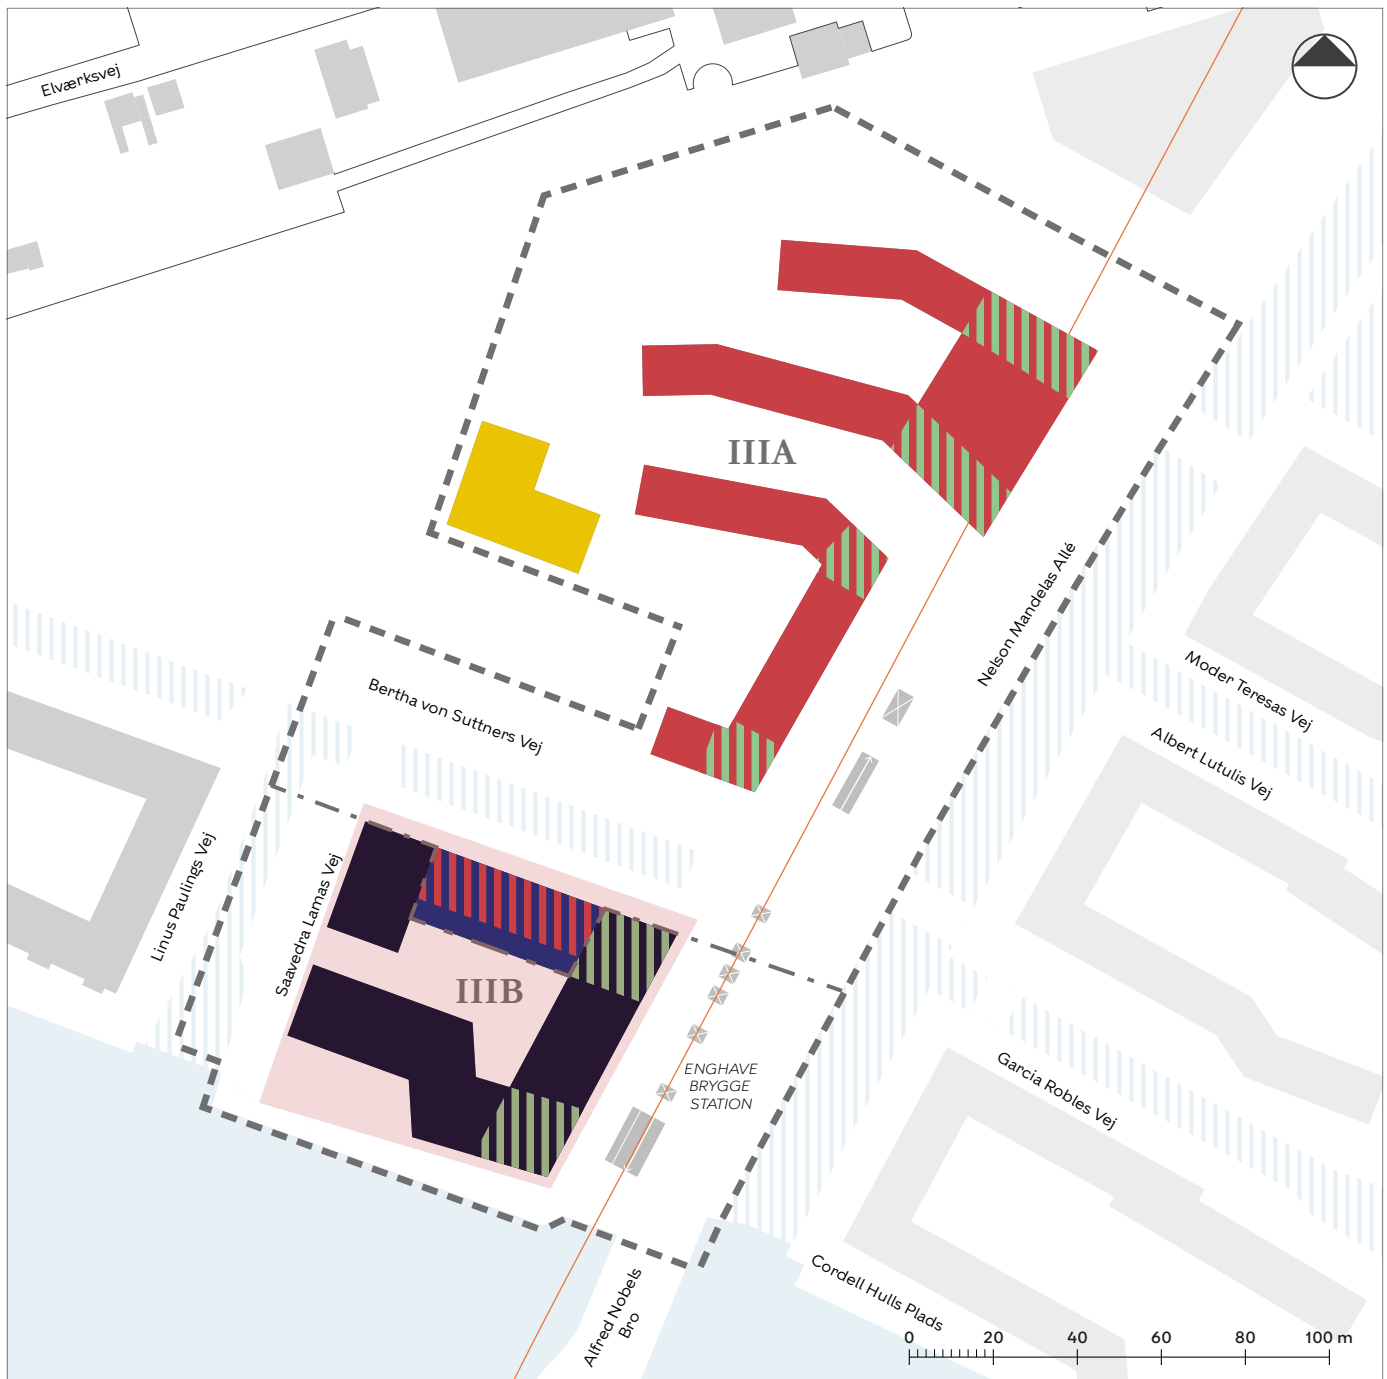 Elværksvej
IIIA
Nelson Mandelas Allé
Moder Teresas Vej
Bertha von Suttners Vej
Albert Lutulis Vej
Linus Paulings Vej
Saavedra Lamas Vej
IIIB
ENGHAVE
BRYGGE
STATION
Garcia Robles Vej
Cordell Hulls Plads
Alfred Nobels
Bro
0 20 40 60 80 100 m